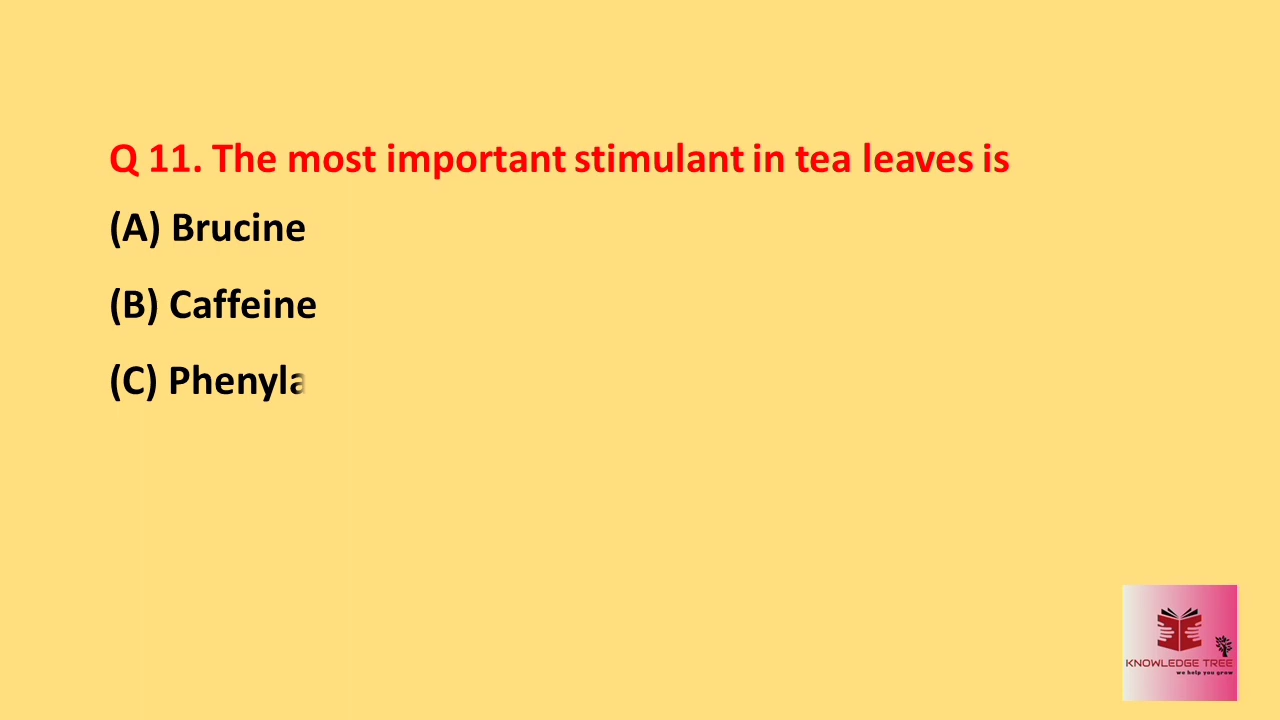 Q 11. The most important stimulant in tea leaves is
(A) Brucine
(B) Caffeine
(C) Phenyla
KNOWLEDGE TREE
we help you grow